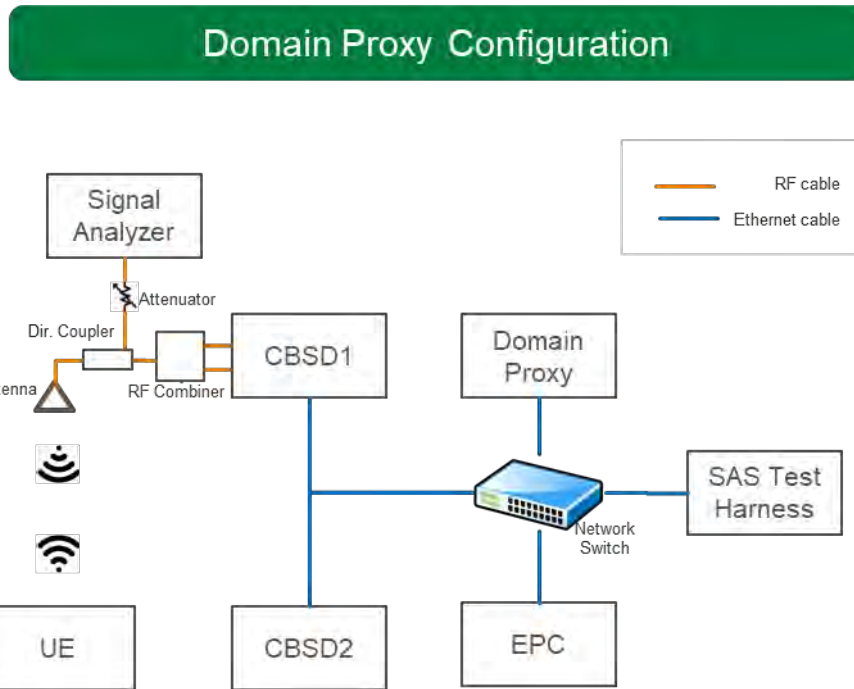 Domain Proxy Configuration
RF cable
Ethernet cable
Signal
Analyzer
Attenuator
Dir. Coupler
CBSD1
Domain
Proxy
RF Combiner
SAS Test
Harness
Network
Switch
UE
CBSD2
EPC